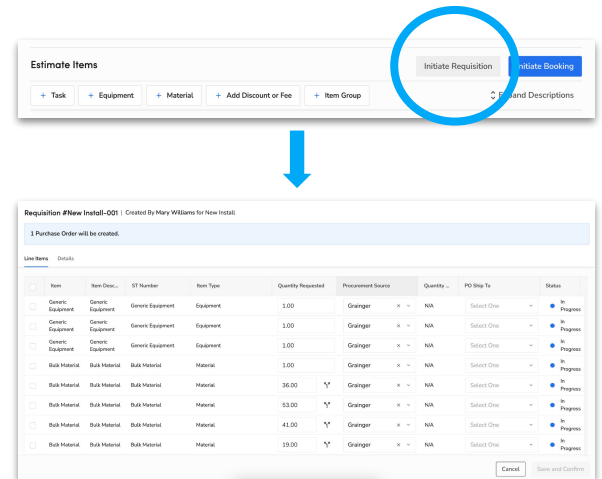 Estimate Items
Initiate Requisition
Initiate Booking
+ Task + Equipment + Material + Add Discount or Fee + Item Group Expand Descriptions
Requisition #New Install-001 | Created By Mary Williams for New Install
1 Purchase Order will be created.
Line Items Details
Item Item Desc... ST Number Item Type Quantity Requested Procurement Source Quantity ... PO Ship To Status
Generic Equipment Generic Equipment Generic Equipment Equipment 1.00 Grainger × N/A Select One In Progress
Generic Equipment Generic Equipment Generic Equipment Equipment 1.00 Grainger × N/A Select One In Progress
Generic Equipment Generic Equipment Generic Equipment Equipment 1.00 Grainger × N/A Select One In Progress
Bulk Material Bulk Material Bulk Material Material 1.00 Grainger × N/A Select One In Progress
Bulk Material Bulk Material Bulk Material Material 36.00 Grainger × N/A Select One In Progress
Bulk Material Bulk Material Bulk Material Material 53.00 Grainger × N/A Select One In Progress
Bulk Material Bulk Material Bulk Material Material 41.00 Grainger × N/A Select One In Progress
Bulk Material Bulk Material Bulk Material Material 19.00 Grainger × N/A Select One In Progress
Cancel Save and Confirm